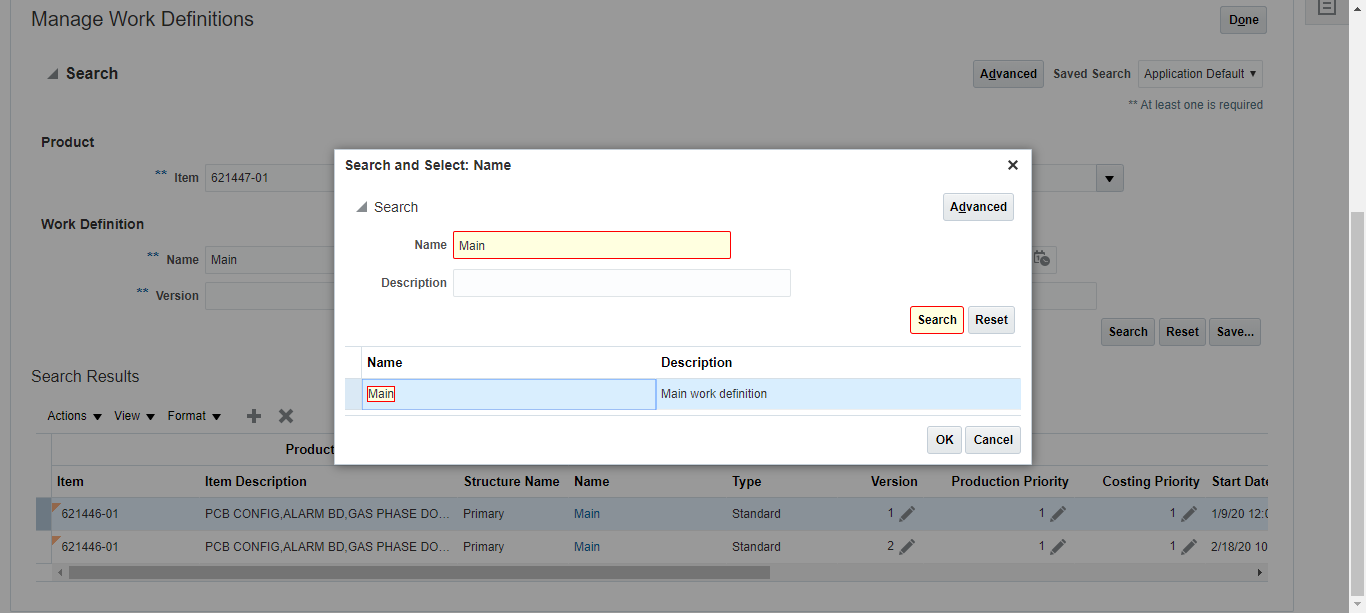 Manage Work Definitions
Done
Search
Advanced Saved Search Application Default
** At least one is required
Product
** Item 621447-01
Work Definition
** Name Main
** Version
Search Reset Save...
Search and Select: Name
Search
Advanced
Name Main
Description
Search Reset
Name Description
Main Main work definition
OK Cancel
Search Results
Actions View Format
Product
Item Item Description Structure Name Name Type Version Production Priority Costing Priority Start Date
621446-01 PCB CONFIG,ALARM BD,GAS PHASE DO... Primary Main Standard 1 1 1 1/9/20 12:0
621446-01 PCB CONFIG,ALARM BD,GAS PHASE DO... Primary Main Standard 2 1 1 2/18/20 10